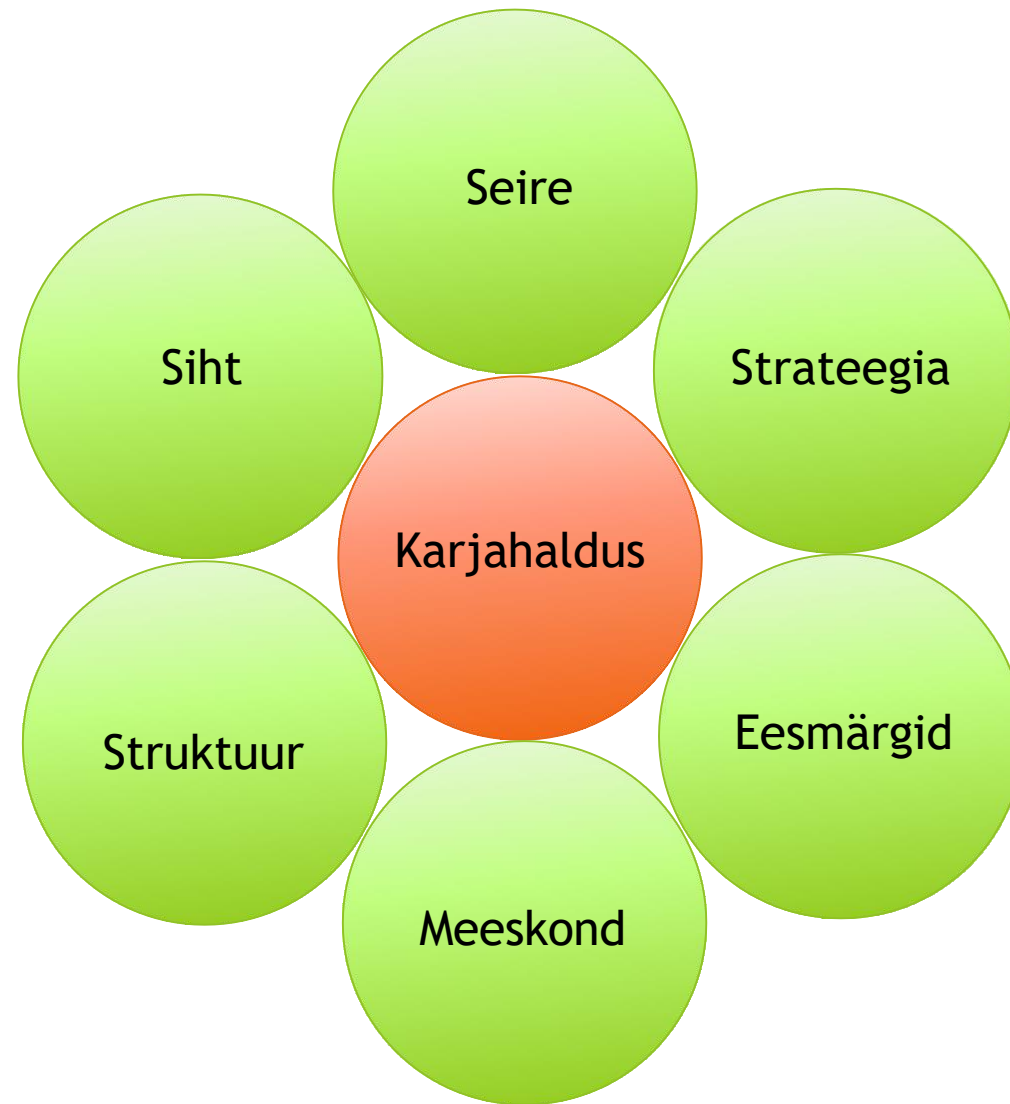 Seire
Siht
Strateegia
Karjahaldus
Struktuur
Eesmärgid
Meeskond